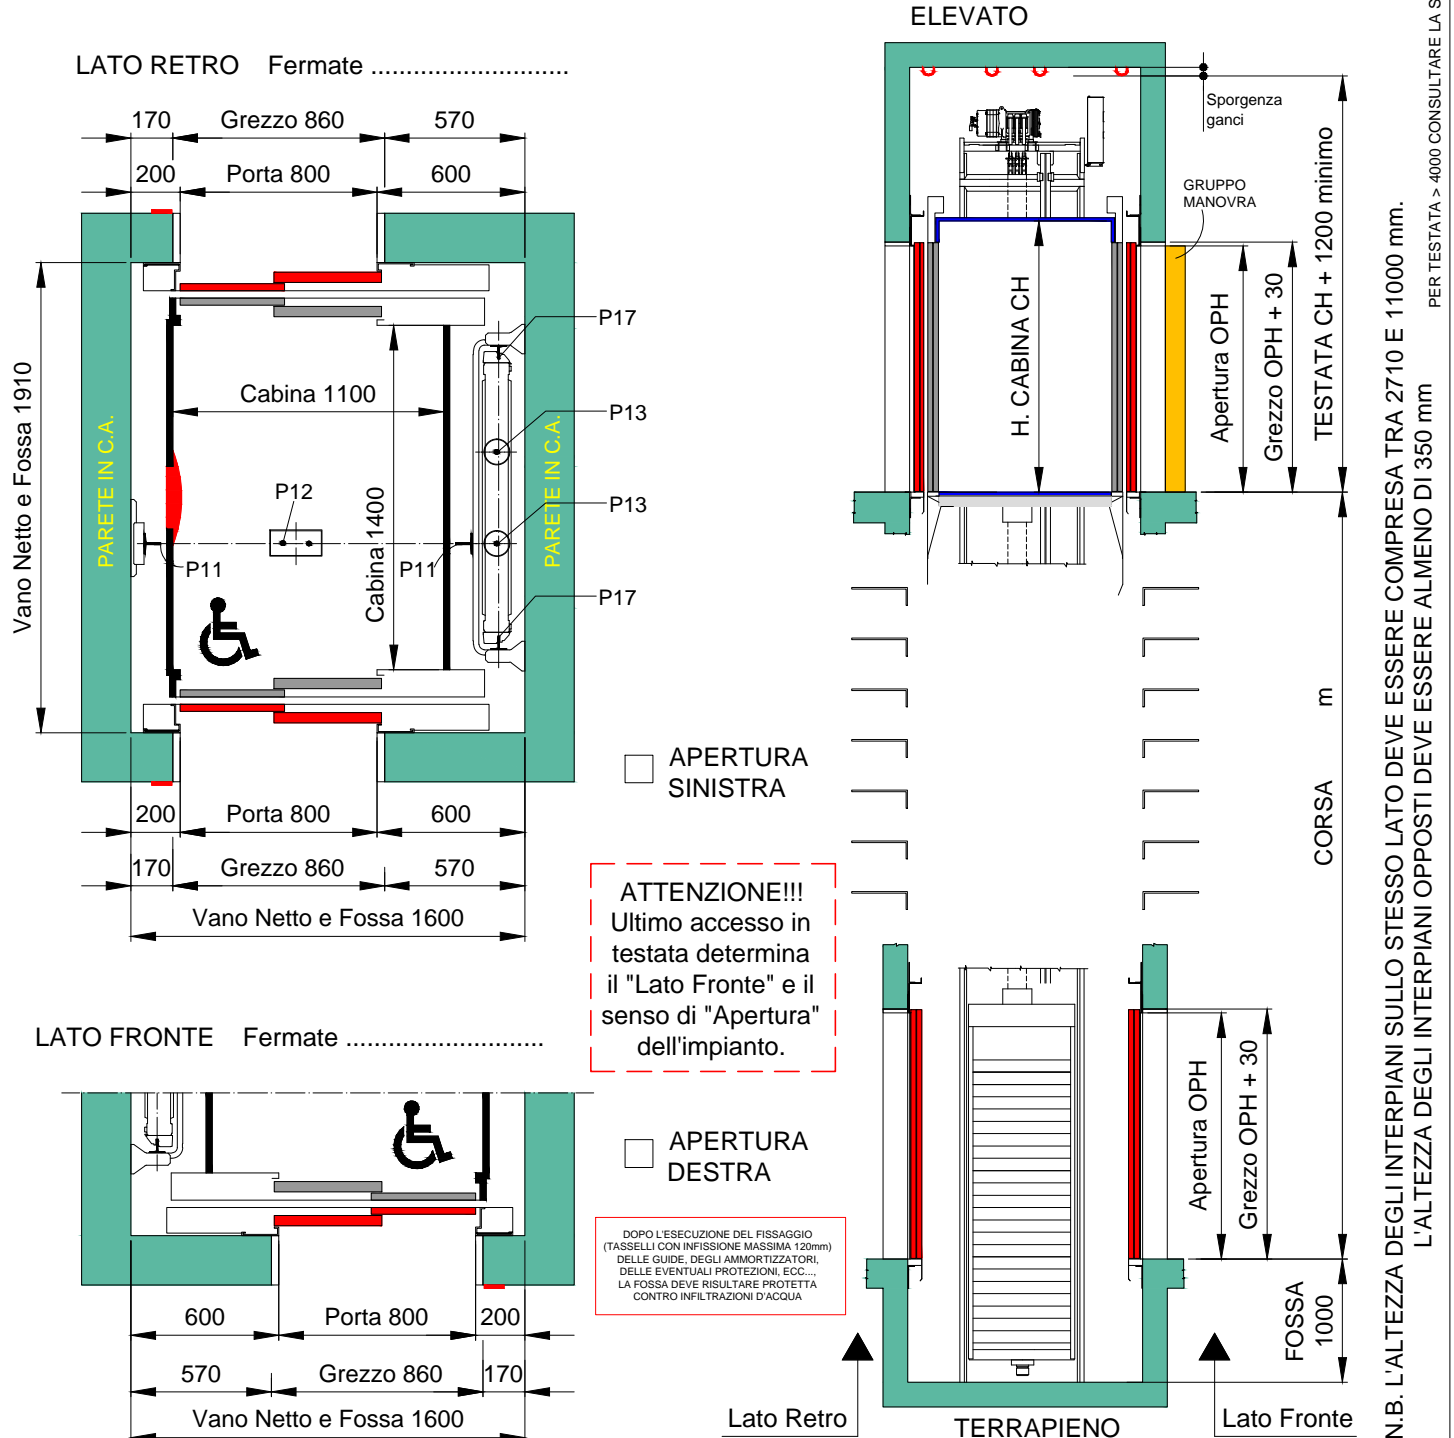 LATO RETRO Fermate ...........................
170 Grezzo 860 570
200 Porta 800 600
Vano Netto e Fossa 1910
PARETE IN C.A.
Cabina 1100
Cabina 1400
P12
P11
P11
PARETE IN C.A.
P17
P13
P13
P17
200 Porta 800 600
170 Grezzo 860 570
Vano Netto e Fossa 1600
APERTURA
SINISTRA
ATTENZIONE!!!
Ultimo accesso in
testata determina
il "Lato Fronte" e il
senso di "Apertura"
dell'impianto.
LATO FRONTE Fermate ...........................
APERTURA
DESTRA
600 Porta 800 200
570 Grezzo 860 170
Vano Netto e Fossa 1600
DOPO L'ESECUZIONE DEL FISSAGGIO
(TASSELLI CON INFISSIONE MASSIMA 120mm)
DELLE GUIDE, DEGLI AMMORTIZZATORI,
DELLE EVENTUALI PROTEZIONI, ECC...,
LA FOSSA DEVE RISULTARE PROTETTA
CONTRO INFILTRAZIONI D'ACQUA
ELEVATO
Sporgenza
ganci
GRUPPO
MANOVRA
H. CABINA CH
Apertura OPH
Grezzo OPH + 30
TESTATA CH + 1200 minimo
CORSA m
Apertura OPH
Grezzo OPH + 30
FOSSA
1000
Lato Retro
TERRAPIENO
Lato Fronte
PER TESTATA > 4000 CONSULTARE LA S
N.B. L'ALTEZZA DEGLI INTERPIANI SULLO STESSO LATO DEVE ESSERE COMPRESA TRA 2710 E 11000 mm.
L'ALTEZZA DEGLI INTERPIANI OPPOSTI DEVE ESSERE ALMENO DI 350 mm